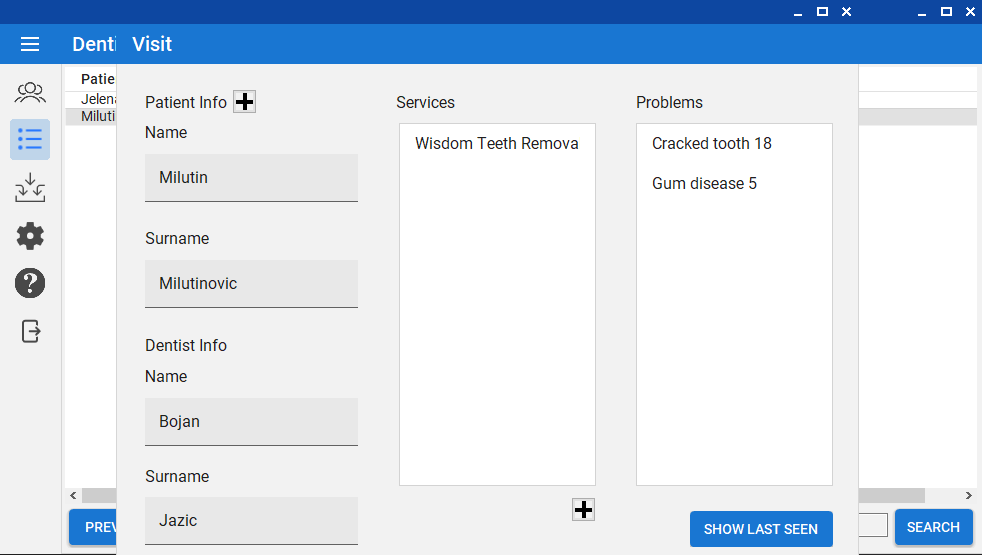 Denti
Visit
Patie
Jelena
Miluti
Patient Info
Name
Milutin
Surname
Milutinovic
Dentist Info
Name
Bojan
Surname
Jazic
Services
Wisdom Teeth Remova
Problems
Cracked tooth 18
Gum disease 5
PREV
SHOW LAST SEEN
SEARCH